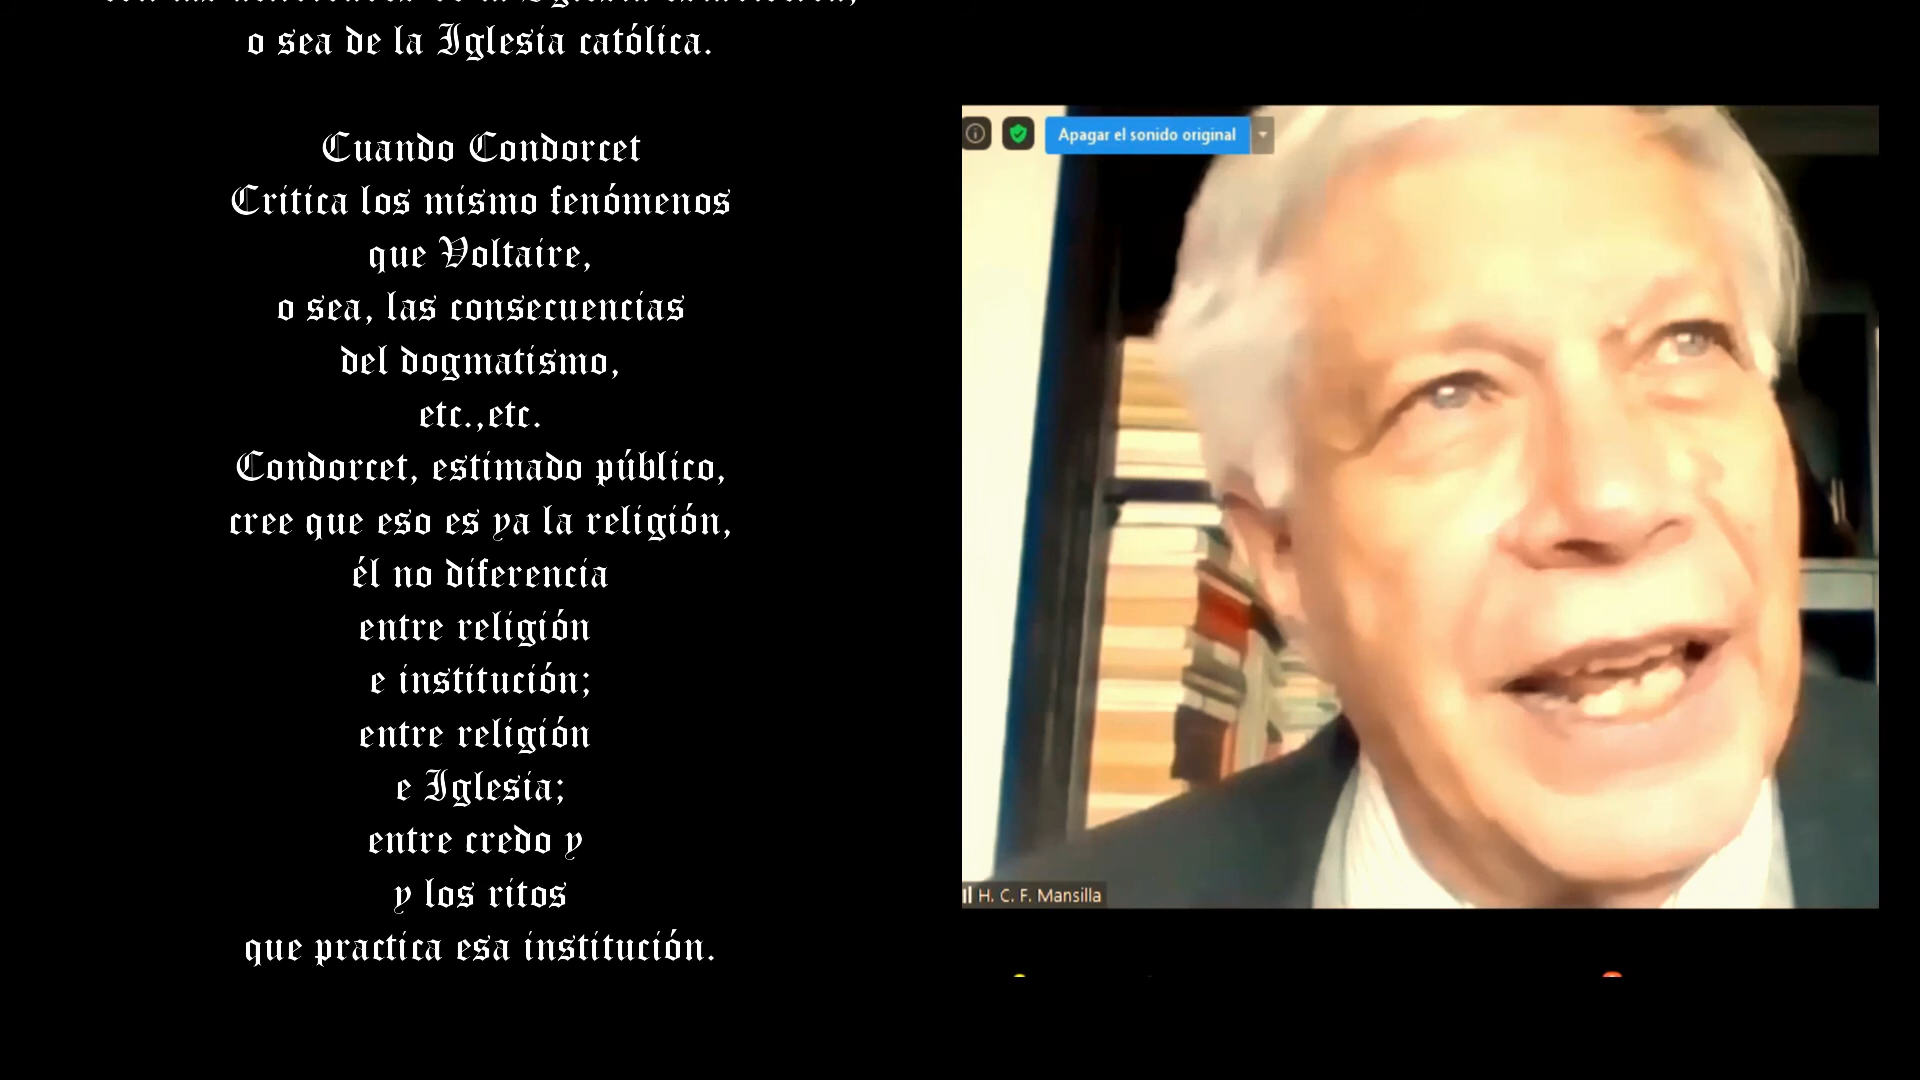 o sea de la Iglesia católica.
Cuando Condorcet
Critica los mismo fenómenos
que Voltaire,
o sea, las consecuencias
del dogmatismo,
etc.,etc.
Condorcet, estimado público,
cree que eso es ya la religión,
él no diferencia
entre religión
e institución;
entre religión
e Iglesia;
entre credo y
y los ritos
que practica esa institución.
Apagar el sonido original
H. C. F. Mansilla